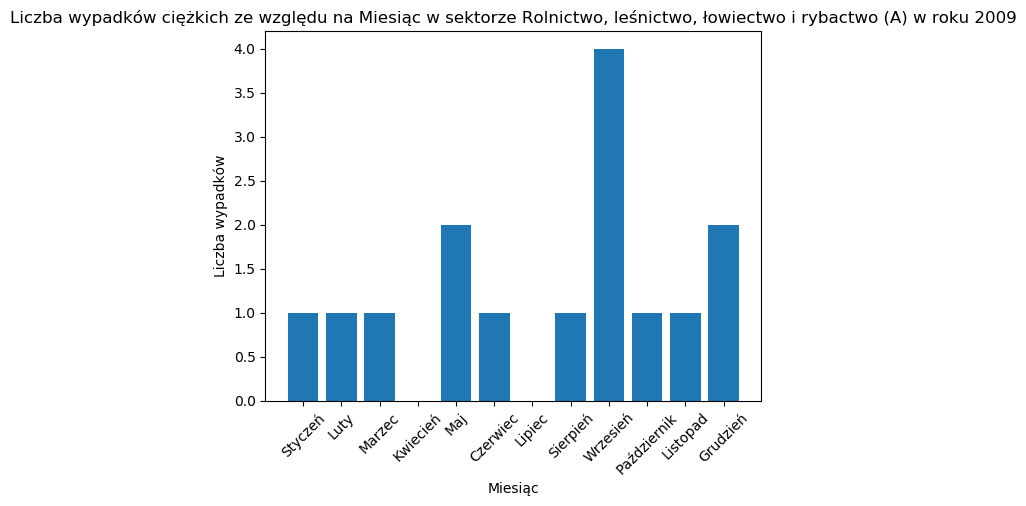 Liczba wypadków ciężkich ze względu na Miesiąc w sektorze Rolnictwo, leśnictwo, łowiectwo i rybactwo (A) w roku 2009
Liczba wypadków
4.0
3.5
3.0
2.5
2.0
1.5
1.0
0.5
0.0
Styczeń
Luty
Marzec
Kwiecień
Maj
Czerwiec
Lipiec
Sierpień
Wrzesień
Październik
Listopad
Grudzień
Miesiąc